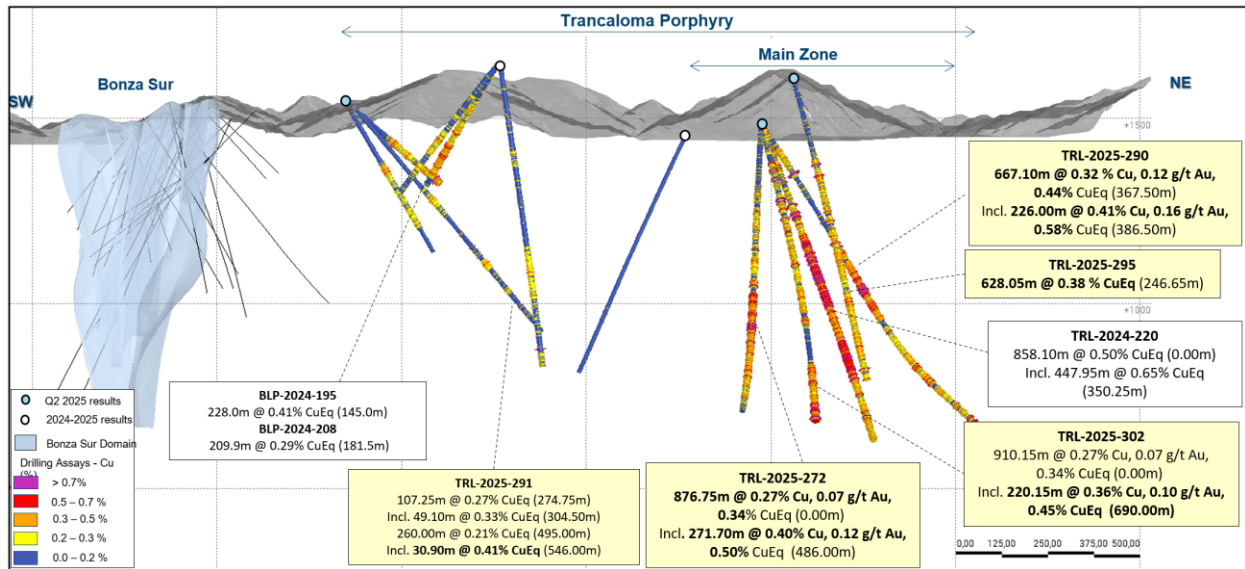 Trancaloma Porphyry
Main Zone
Bonza Sur
SW
NE
+1500
TRL-2025-290
667.10m @ 0.32 % Cu, 0.12 g/t Au,
0.44% CuEq (367.50m)
Incl. 226.00m @ 0.41% Cu, 0.16 g/t Au,
0.58% CuEq (386.50m)
TRL-2025-295
628.05m @ 0.38 % CuEq (246.65m)
+1000
TRL-2024-220
858.10m @ 0.50% CuEq (0.00m)
Incl. 447.95m @ 0.65% CuEq
(350.25m)
BLP-2024-195
228.0m @ 0.41% CuEq (145.0m)
BLP-2024-208
209.9m @ 0.29% CuEq (181.5m)
TRL-2025-291
107.25m @ 0.27% CuEq (274.75m)
Incl. 49.10m @ 0.33% CuEq (304.50m)
260.00m @ 0.21% CuEq (495.00m)
Incl. 30.90m @ 0.41% CuEq (546.00m)
TRL-2025-272
876.75m @ 0.27% Cu, 0.07 g/t Au,
0.34% CuEq (0.00m)
Incl. 271.70m @ 0.40% Cu, 0.12 g/t Au,
0.50% CuEq (486.00m)
TRL-2025-302
910.15m @ 0.27% Cu, 0.07 g/t Au,
0.34% CuEq (0.00m)
Incl. 220.15m @ 0.36% Cu, 0.10 g/t Au,
0.45% CuEq (690.00m)
Q2 2025 results
2024-2025 results
Bonza Sur Domain
Drilling Assays - Cu
(%)
> 0.7%
0.5 – 0.7 %
0.3 – 0.5 %
0.2 – 0.3 %
0.0 – 0.2 %
0,00 125,00 250,00 375,00 500,00